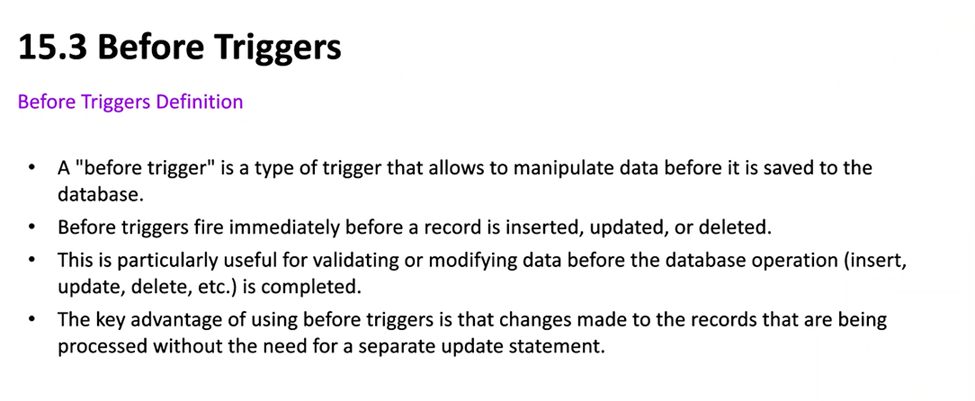 15.3 Before Triggers
Before Triggers Definition
• A "before trigger" is a type of trigger that allows to manipulate data before it is saved to the
database.
• Before triggers fire immediately before a record is inserted, updated, or deleted.
• This is particularly useful for validating or modifying data before the database operation (insert,
update, delete, etc.) is completed.
• The key advantage of using before triggers is that changes made to the records that are being
processed without the need for a separate update statement.